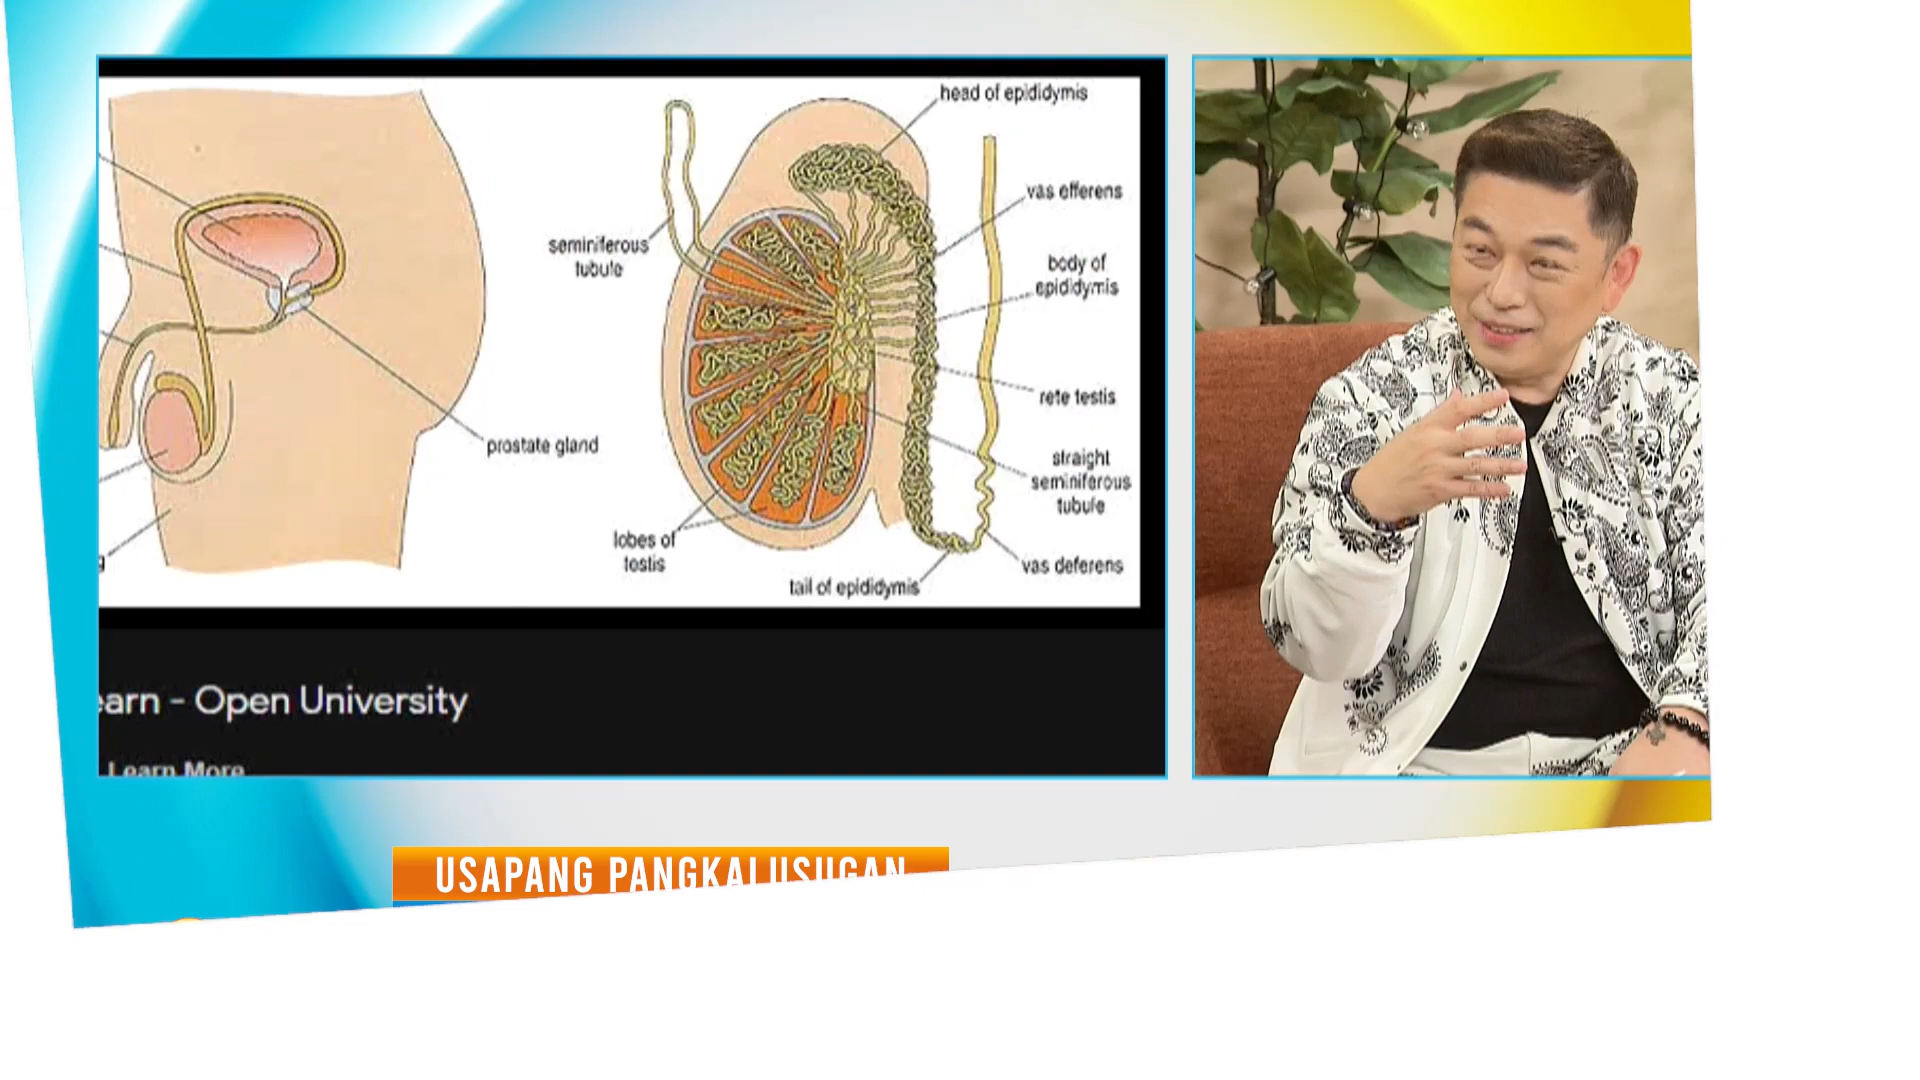 head of epididymis
vas efferens
seminiferous
tubule
body of
epididymis
rete testis
prostate gland
straight
seminiferous
tubule
lobes of
testis
vas deferens
tail of epididymis
earn - Open University
Learn More
USAPANG PANGKALUSUGAN